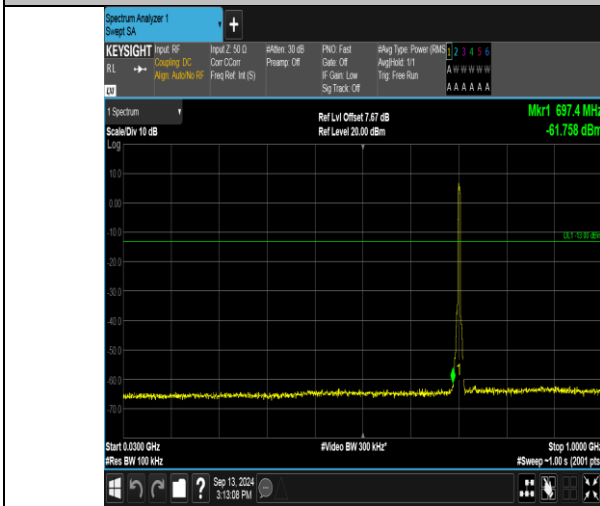 Spectrum Analyzer 1
Swept SA
+
KEYSIGHT Input: RF Input Z: 50 Ω #Atten: 30 dB PNO: Fast #Avg Type: Power (RMS 1 2 3 4 5 6
RL Coupling: DC Corr CCorr Preamp: Off Gate: Off Avg|Hold: 1/1 A W W W W W
Align: Auto/No RF Freq Ref: Int (S) IF Gain: Low Trig: Free Run
Sig Track: Off A A A A A A
1 Spectrum Ref Lvl Offset 7.67 dB Mkr1 697.4 MHz
Scale/Div 10 dB Ref Level 20.00 dBm -61.758 dBm
Log
10.0
0.00
-10.0
DL1 -13.00 dBm
-20.0
-30.0
-40.0
-50.0
-60.0
-70.0
Start 0.0300 GHz #Video BW 300 kHz* Stop 1.0000 GHz
#Res BW 100 kHz #Sweep ~1.00 s (2001 pts
? Sep 13, 2024
3:13:08 PM